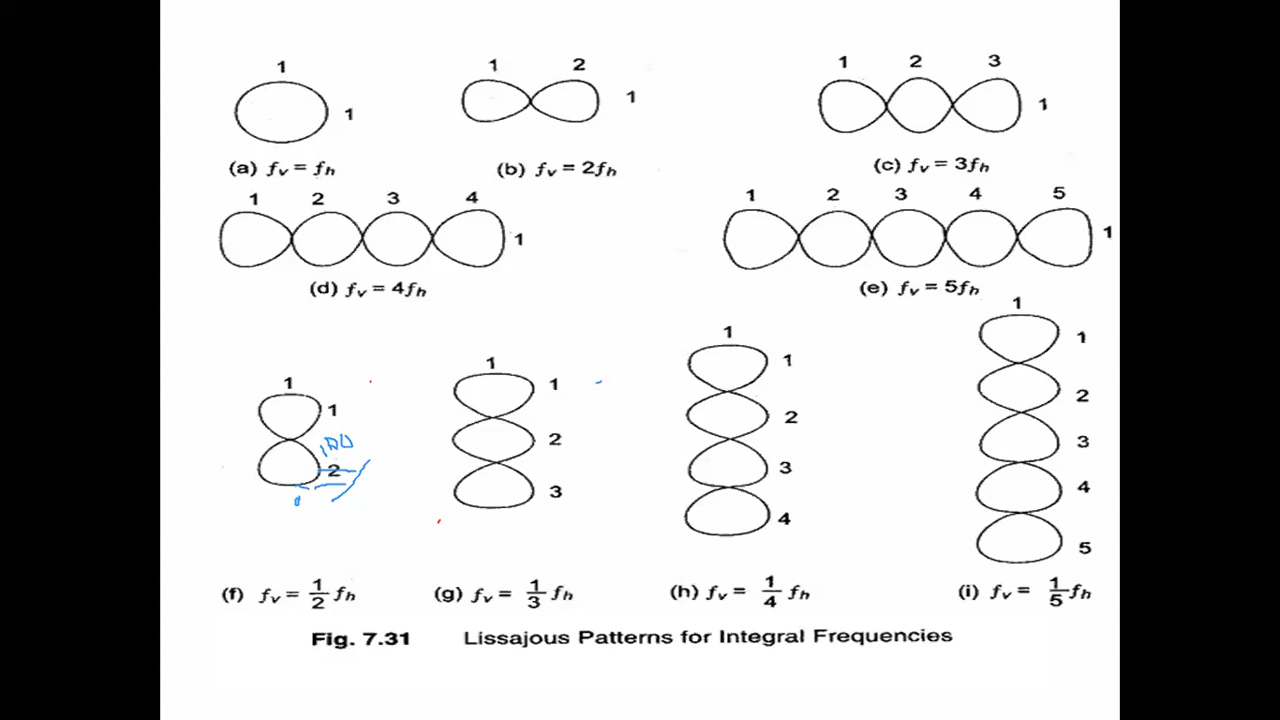 1
1
(a) fv = fh
1 2
1
(b) fv = 2fh
1 2 3
1
(c) fv = 3fh
1 2 3 4
1
(d) fv = 4fh
1 2 3 4 5
1
(e) fv = 5fh
1
1
2
(f) fv = 1/2 fh
1
1
2
3
(g) fv = 1/3 fh
1
1
2
3
4
(h) fv = 1/4 fh
1
1
2
3
4
5
(i) fv = 1/5 fh
Fig. 7.31 Lissajous Patterns for Integral Frequencies